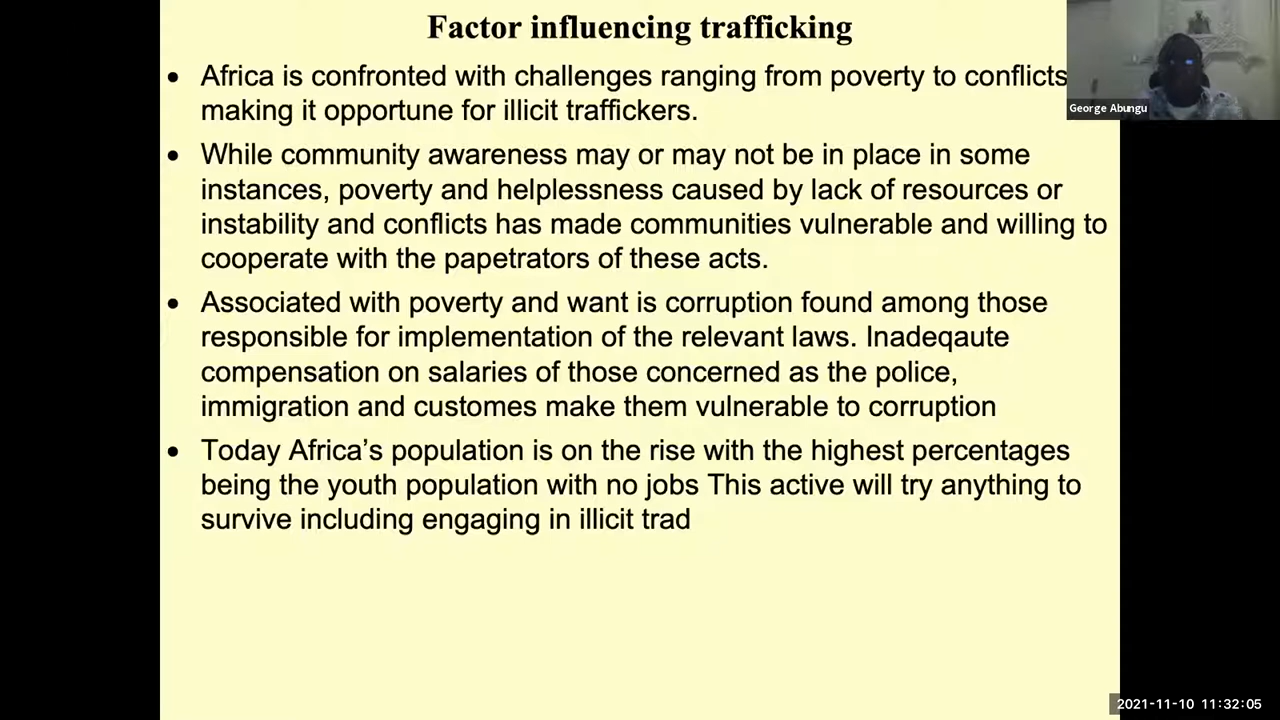 Factor influencing trafficking
• Africa is confronted with challenges ranging from poverty to conflicts
making it opportune for illicit traffickers.
• While community awareness may or may not be in place in some
instances, poverty and helplessness caused by lack of resources or
instability and conflicts has made communities vulnerable and willing to
cooperate with the papetrators of these acts.
• Associated with poverty and want is corruption found among those
responsible for implementation of the relevant laws. Inadeqaute
compensation on salaries of those concerned as the police,
immigration and customes make them vulnerable to corruption
• Today Africa’s population is on the rise with the highest percentages
being the youth population with no jobs This active will try anything to
survive including engaging in illicit trad
George Abungu
2021-11-10 11:32:05